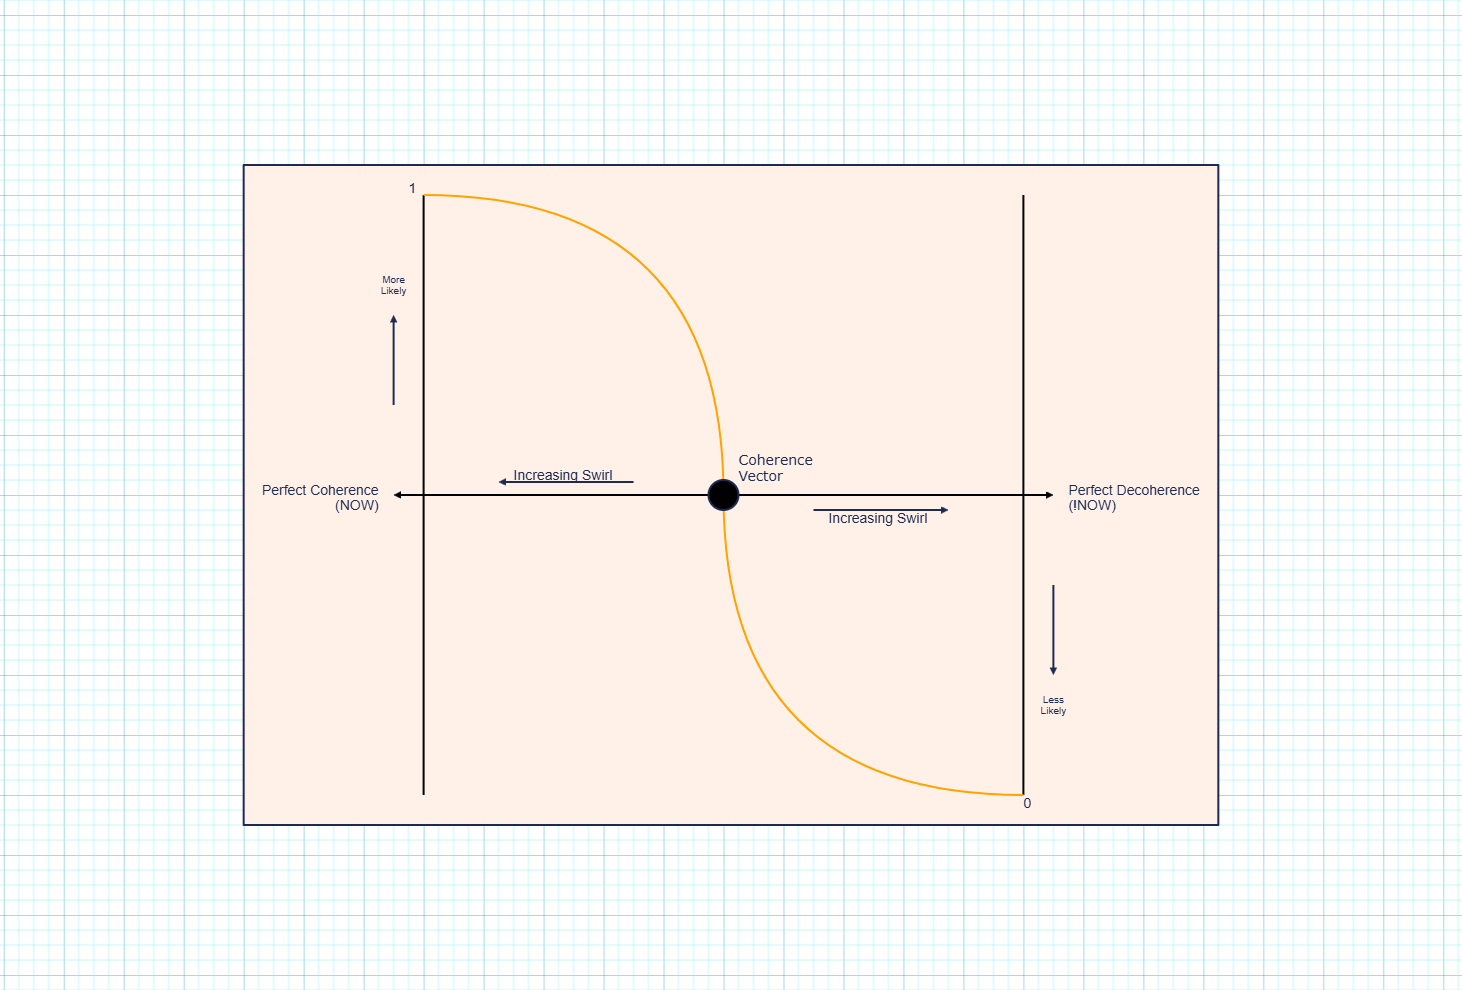 1
More
Likely
Coherence
Vector
Increasing Swirl
Perfect Coherence
(NOW)
Perfect Decoherence
(!NOW)
Increasing Swirl
Less
Likely
0